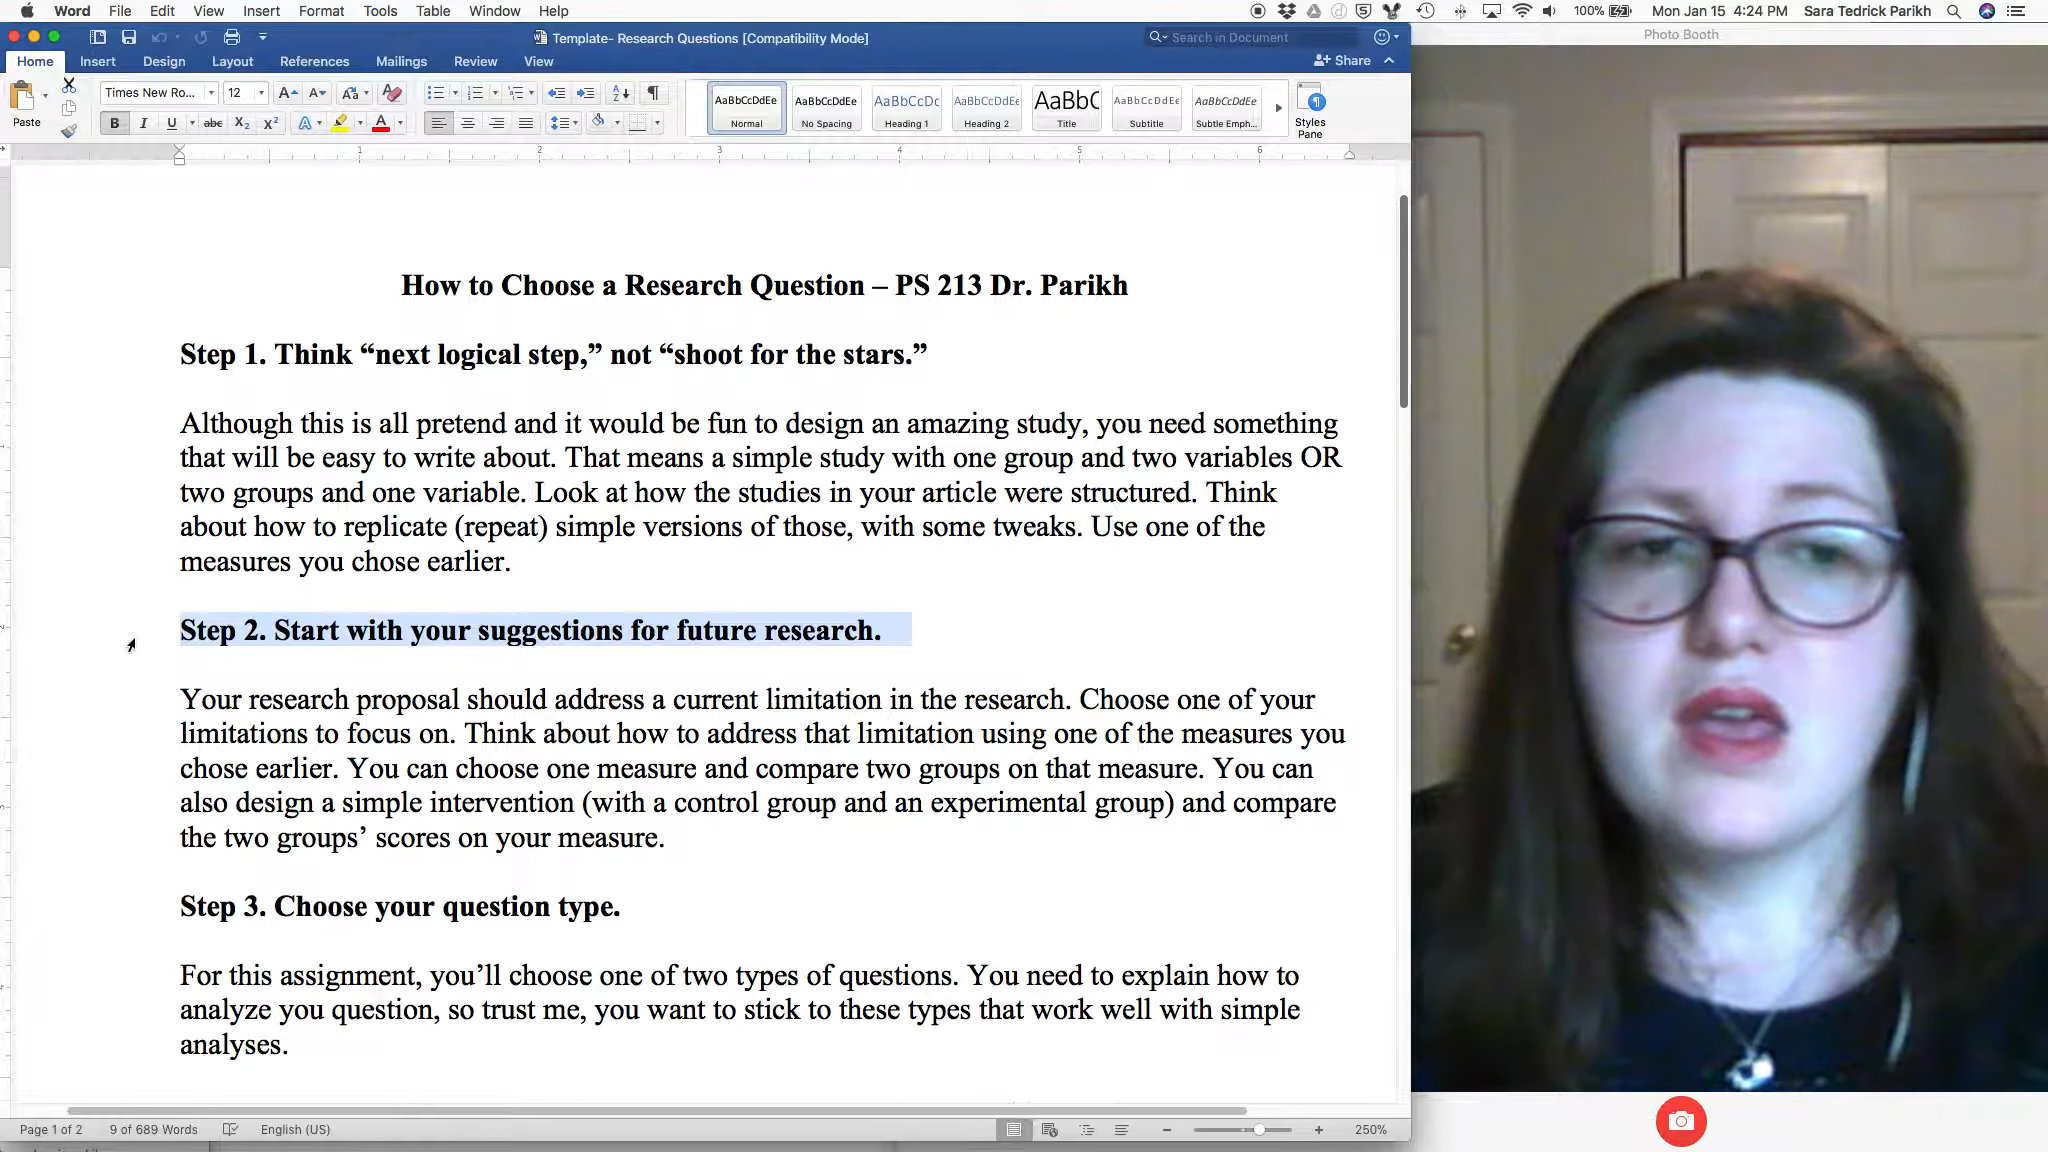 Word File Edit View Insert Format Tools Table Window Help 100% Mon Jan 15 4:24 PM Sara Tedrick Parikh
Template- Research Questions [Compatibility Mode] Search in Document
Photo Booth
Home Insert Design Layout References Mailings Review View Share
Paste Times New Ro... 12
AaBbCcDdEe AaBbCcDdEe AaBbCcDc AaBbCcDdEe AaBbC AaBbCcDdEe AaBbCcDdEe
Normal No Spacing Heading 1 Heading 2 Title Subtitle Subtle Emph... Styles Pane
1 2 3 4 5 6
How to Choose a Research Question – PS 213 Dr. Parikh
Step 1. Think “next logical step,” not “shoot for the stars.”
Although this is all pretend and it would be fun to design an amazing study, you need something
that will be easy to write about. That means a simple study with one group and two variables OR
two groups and one variable. Look at how the studies in your article were structured. Think
about how to replicate (repeat) simple versions of those, with some tweaks. Use one of the
measures you chose earlier.
Step 2. Start with your suggestions for future research.
Your research proposal should address a current limitation in the research. Choose one of your
limitations to focus on. Think about how to address that limitation using one of the measures you
chose earlier. You can choose one measure and compare two groups on that measure. You can
also design a simple intervention (with a control group and an experimental group) and compare
the two groups’ scores on your measure.
Step 3. Choose your question type.
For this assignment, you’ll choose one of two types of questions. You need to explain how to
analyze you question, so trust me, you want to stick to these types that work well with simple
analyses.
Page 1 of 2 9 of 689 Words English (US) 250%